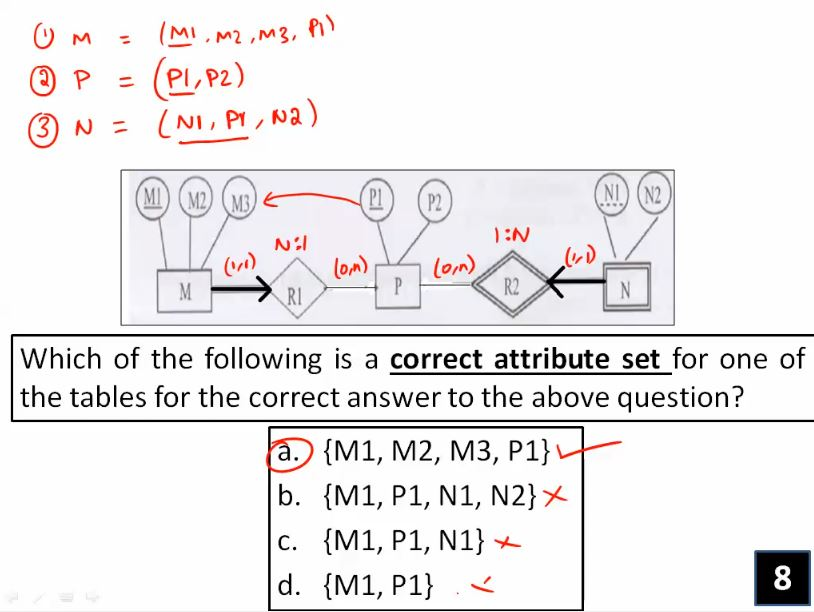 ① M = (M1, M2, M3, P1)
② P = (P1, P2)
③ N = (N1, P1, N2)
M1 M2 M3 P1 P2 N1 N2
N:1 1:N
(1,1) (0,n) (0,n) (1,1)
M R1 P R2 N
Which of the following is a correct attribute set for one of
the tables for the correct answer to the above question?
a. {M1, M2, M3, P1}
b. {M1, P1, N1, N2}
c. {M1, P1, N1}
d. {M1, P1}
8